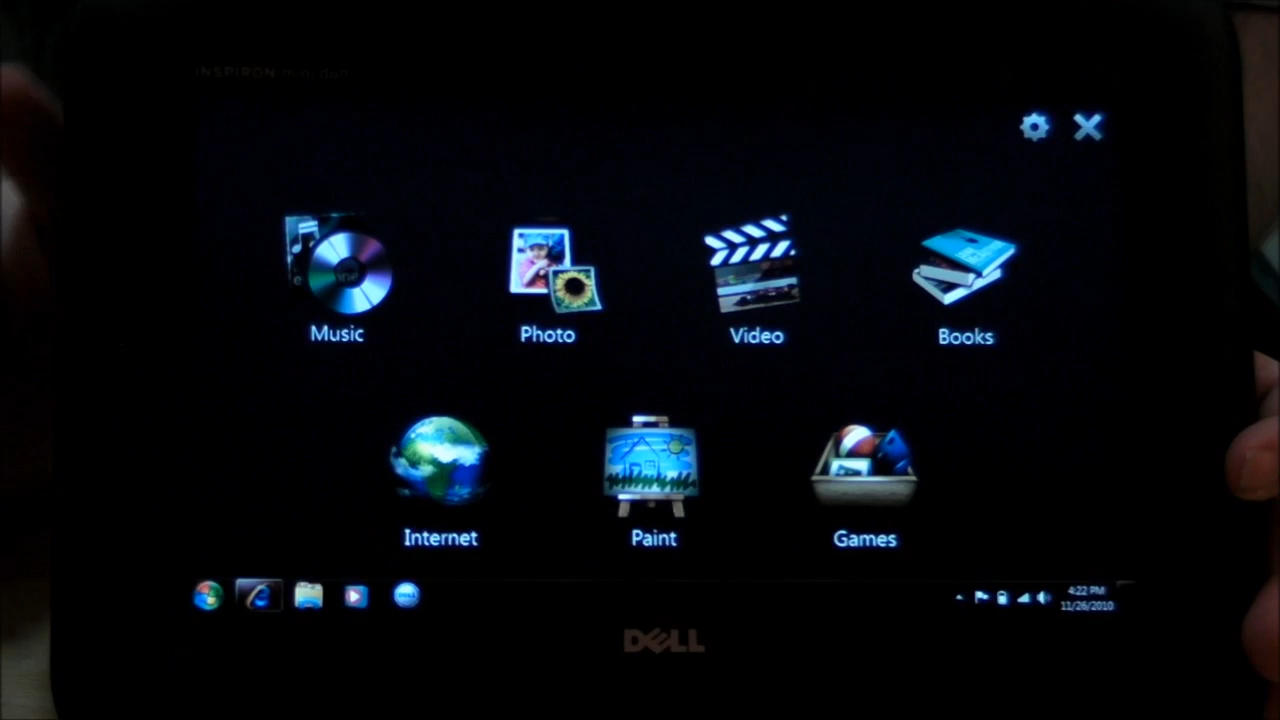 INSPIRON mini duo
Music
Photo
Video
Books
Internet
Paint
Games
4:22 PM
11/26/2010
DELL